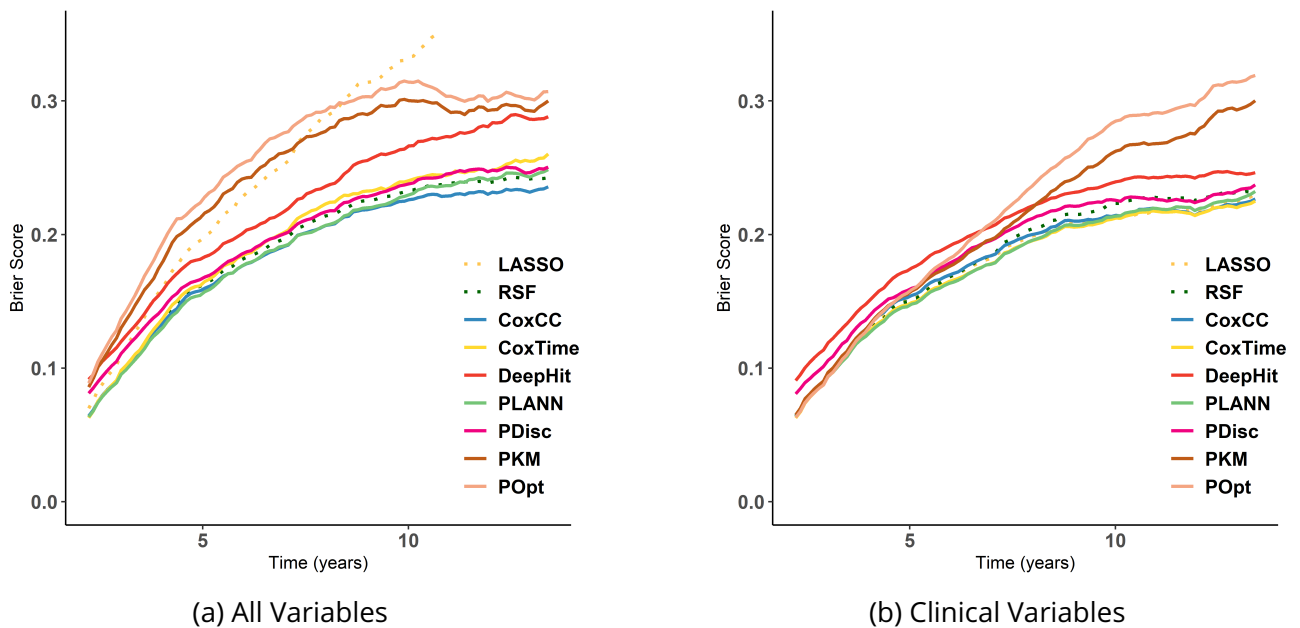 Brier Score
0.3
0.2
0.1
0.0
5
10
Time (years)
LASSO
RSF
CoxCC
CoxTime
DeepHit
PLANN
PDisc
PKM
POpt
(a) All Variables
Brier Score
0.3
0.2
0.1
0.0
5
10
Time (years)
LASSO
RSF
CoxCC
CoxTime
DeepHit
PLANN
PDisc
PKM
POpt
(b) Clinical Variables